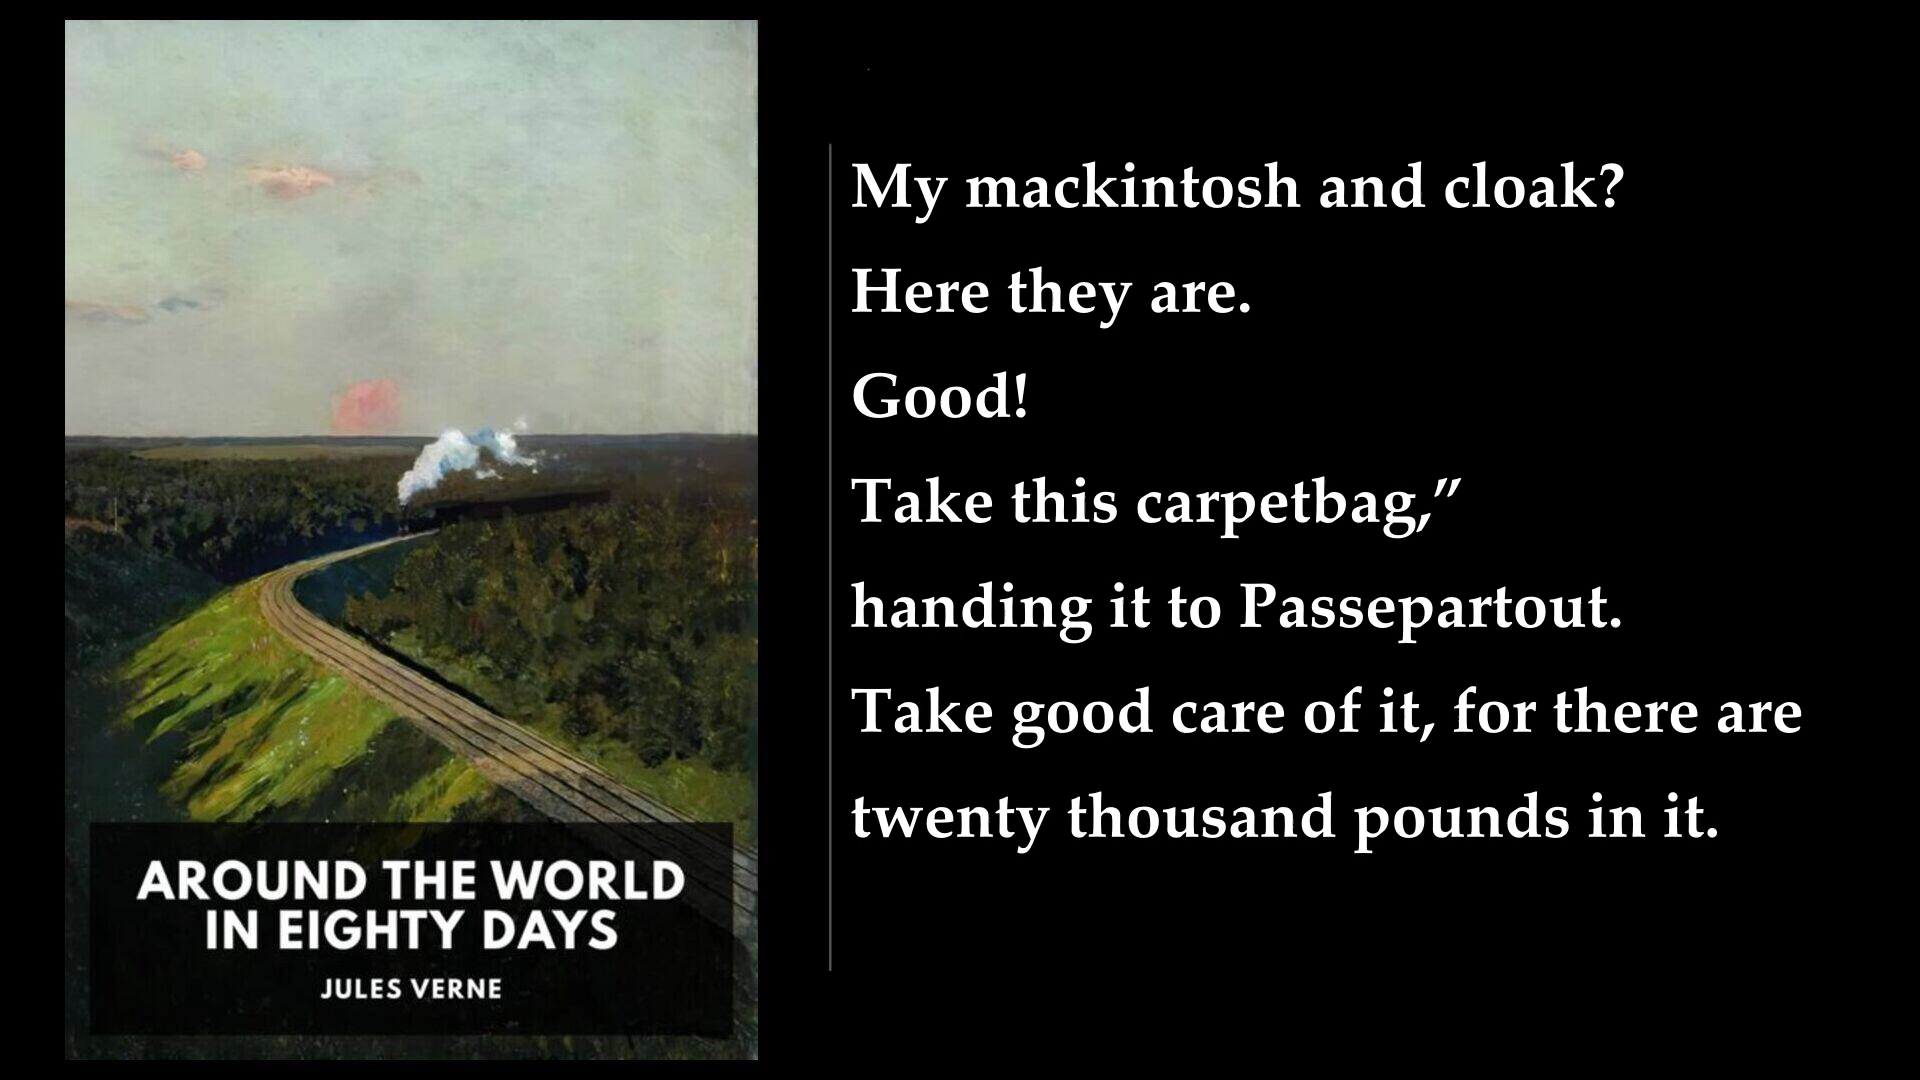 My mackintosh and cloak?
Here they are.
Good!
Take this carpetbag,”
handing it to Passepartout.
Take good care of it, for there are
twenty thousand pounds in it.
AROUND THE WORLD
IN EIGHTY DAYS
JULES VERNE